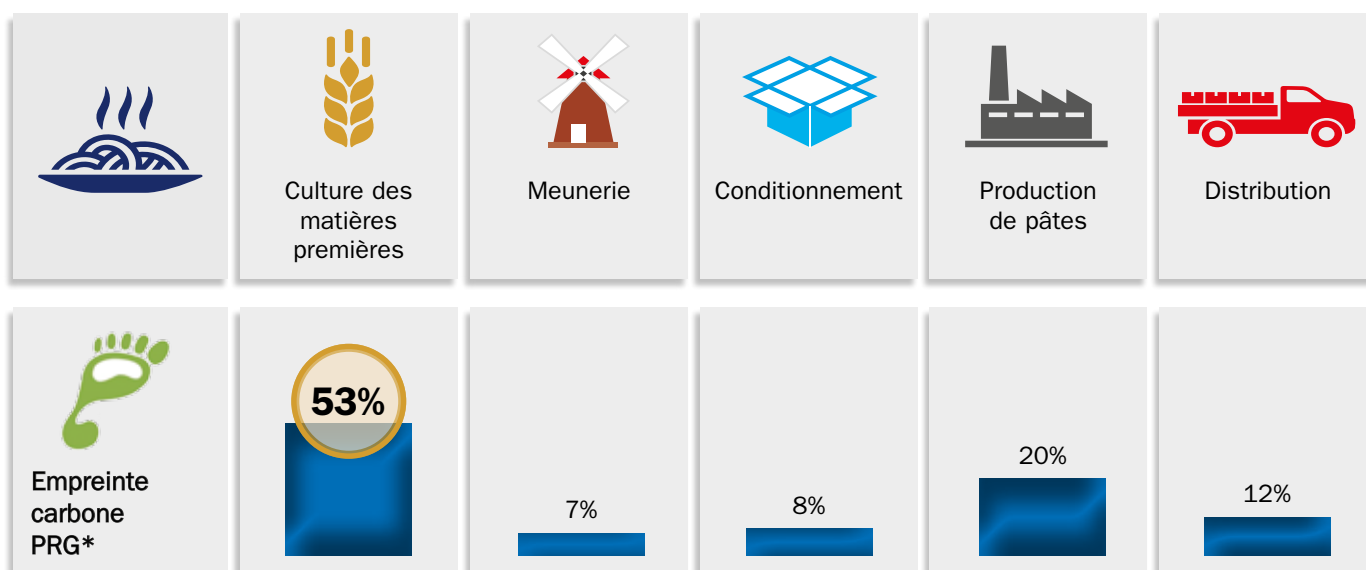 Culture des
matières
premières
Meunerie
Conditionnement
Production
de pâtes
Distribution
Empreinte
carbone
PRG*
53%
7%
8%
20%
12%